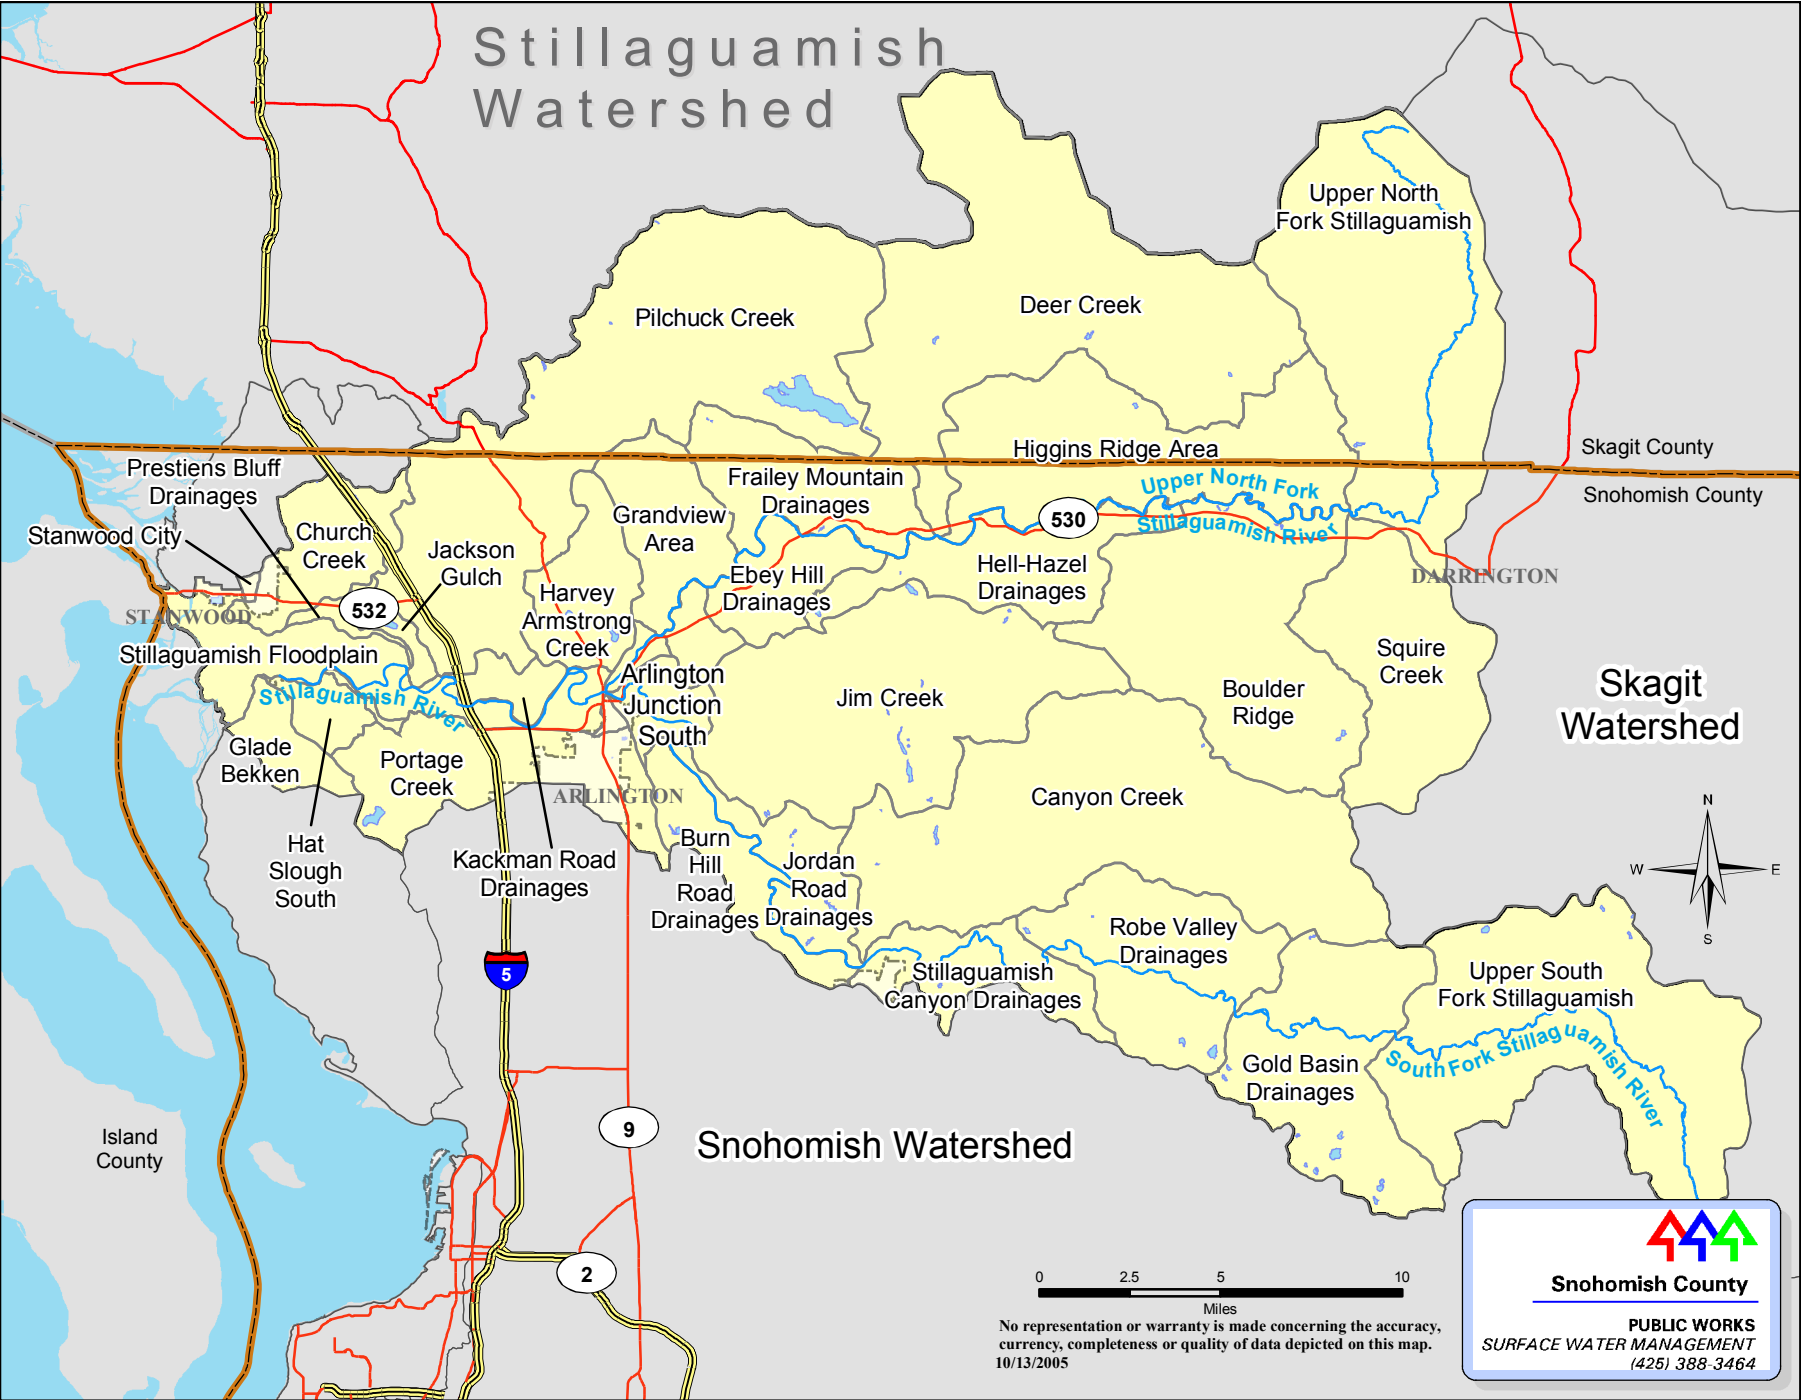 Stillaguamish
Watershed
Upper North
Fork Stillaguamish
Pilchuck Creek
Deer Creek
Higgins Ridge Area
Skagit County
Snohomish County
Prestiens Bluff
Drainages
Stanwood City
Church
Creek
Jackson
Gulch
Grandview
Area
Frailey Mountain
Drainages
Upper North Fork
Stillaguamish River
530
Hell-Hazel
Drainages
Ebey Hill
Drainages
Harvey
Armstrong
Creek
DARRINGTON
532
STANWOOD
Stillaguamish Floodplain
Stillaguamish River
Arlington
Junction
South
Jim Creek
Boulder
Ridge
Squire
Creek
Skagit
Watershed
Glade
Bekken
Portage
Creek
ARLINGTON
Canyon Creek
Hat
Slough
South
Kackman Road
Drainages
Burn
Hill
Road
Drainages
Jordan
Road
Drainages
N
W
E
S
Robe Valley
Drainages
Stillaguamish
Canyon Drainages
Upper South
Fork Stillaguamish
South Fork Stillaguamish River
Gold Basin
Drainages
5
9
2
Island
County
Snohomish Watershed
0 2.5 5 10
Miles
No representation or warranty is made concerning the accuracy,
currency, completeness or quality of data depicted on this map.
10/13/2005
Snohomish County
PUBLIC WORKS
SURFACE WATER MANAGEMENT
(425) 388-3464